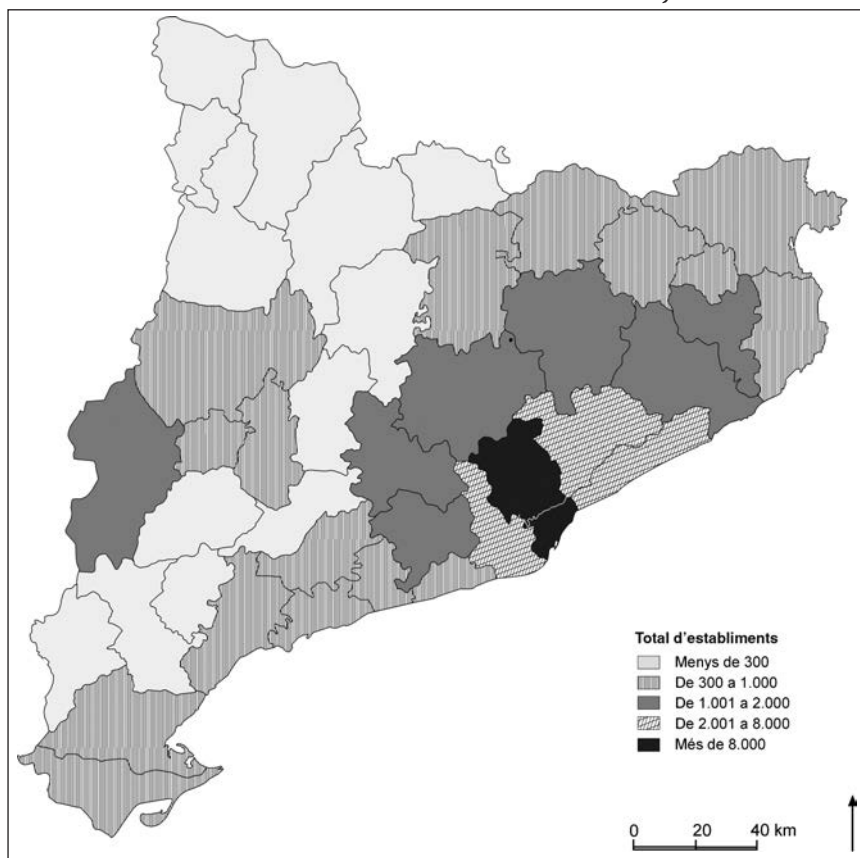 Total d'establiments
Menys de 300
De 300 a 1.000
De 1.001 a 2.000
De 2.001 a 8.000
Més de 8.000
0 20 40 km